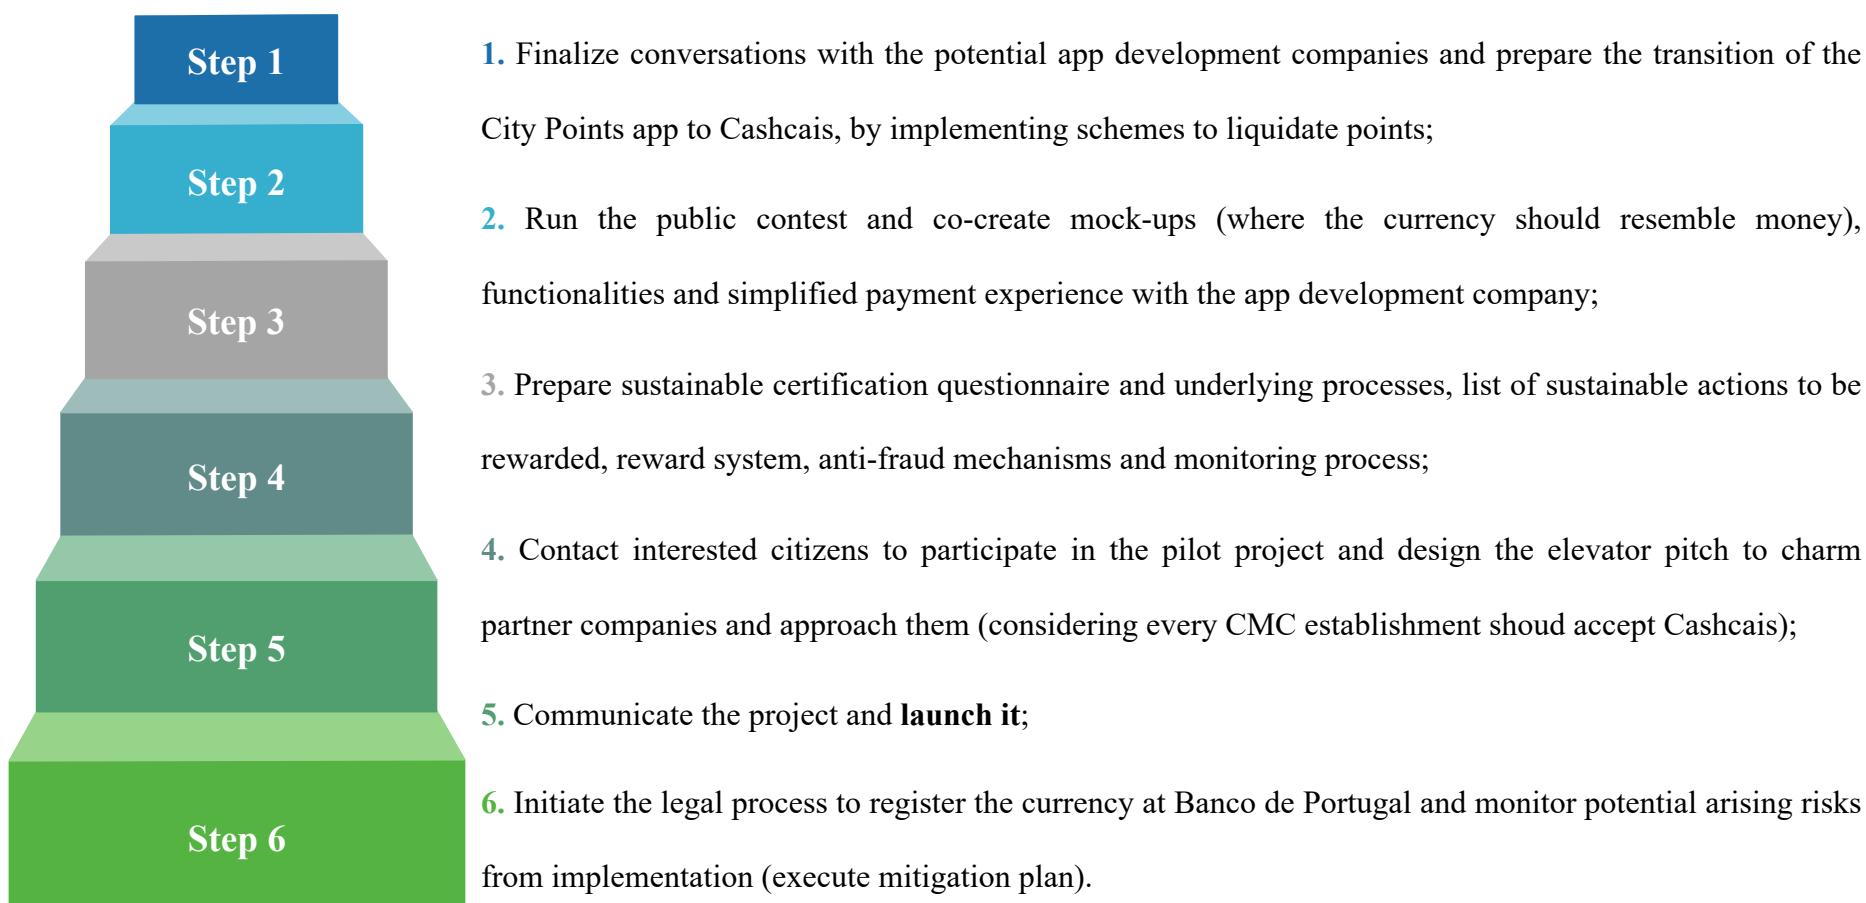 Step 1
1. Finalize conversations with the potential app development companies and prepare the transition of the
City Points app to Cashcais, by implementing schemes to liquidate points;
Step 2
2. Run the public contest and co-create mock-ups (where the currency should resemble money),
functionalities and simplified payment experience with the app development company;
Step 3
3. Prepare sustainable certification questionnaire and underlying processes, list of sustainable actions to be
rewarded, reward system, anti-fraud mechanisms and monitoring process;
Step 4
4. Contact interested citizens to participate in the pilot project and design the elevator pitch to charm
partner companies and approach them (considering every CMC establishment shoud accept Cashcais);
Step 5
5. Communicate the project and launch it;
Step 6
6. Initiate the legal process to register the currency at Banco de Portugal and monitor potential arising risks
from implementation (execute mitigation plan).